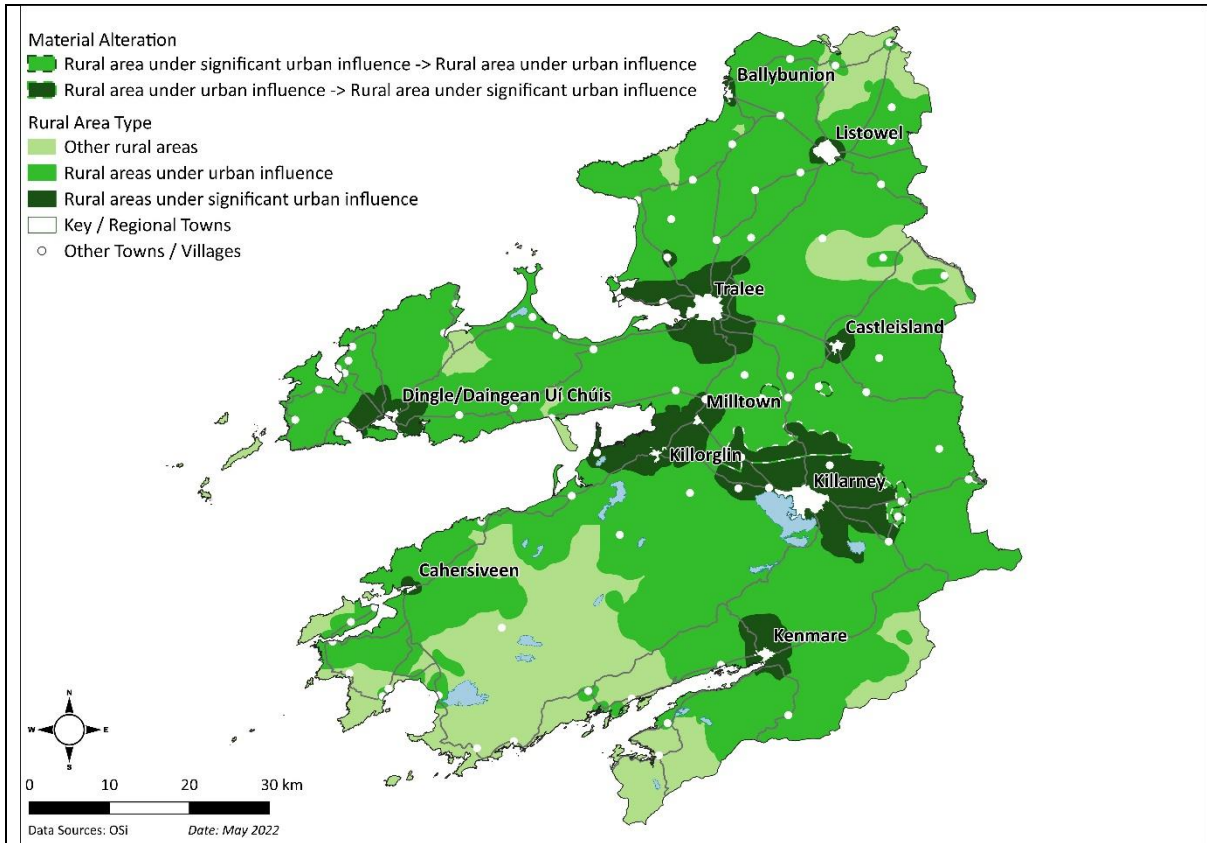 Material Alteration
Rural area under significant urban influence -> Rural area under urban influence
Rural area under urban influence -> Rural area under significant urban influence
Rural Area Type
Other rural areas
Rural areas under urban influence
Rural areas under significant urban influence
Key / Regional Towns
Other Towns / Villages
Ballybunion
Listowel
Tralee
Castleisland
Dingle/Daingean Uí Chúis
Milltown
Killorglin
Killarney
Cahersiveen
Kenmare
N
W E
S
0 10 20 30 km
Data Sources: OSi Date: May 2022